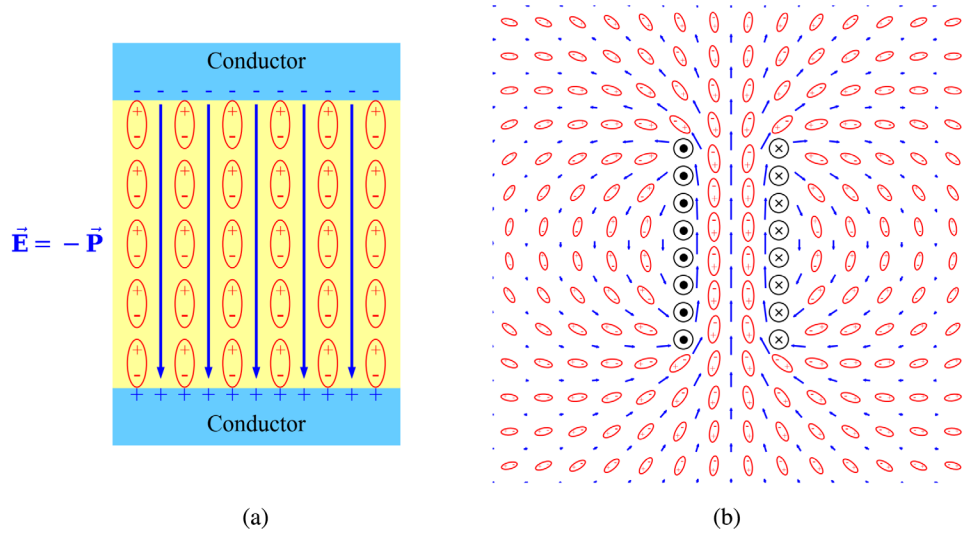 Conductor
- - - - - - - - - - -
E⃗ = − P⃗
+ + + + + + + + + + +
Conductor
(a)
(b)